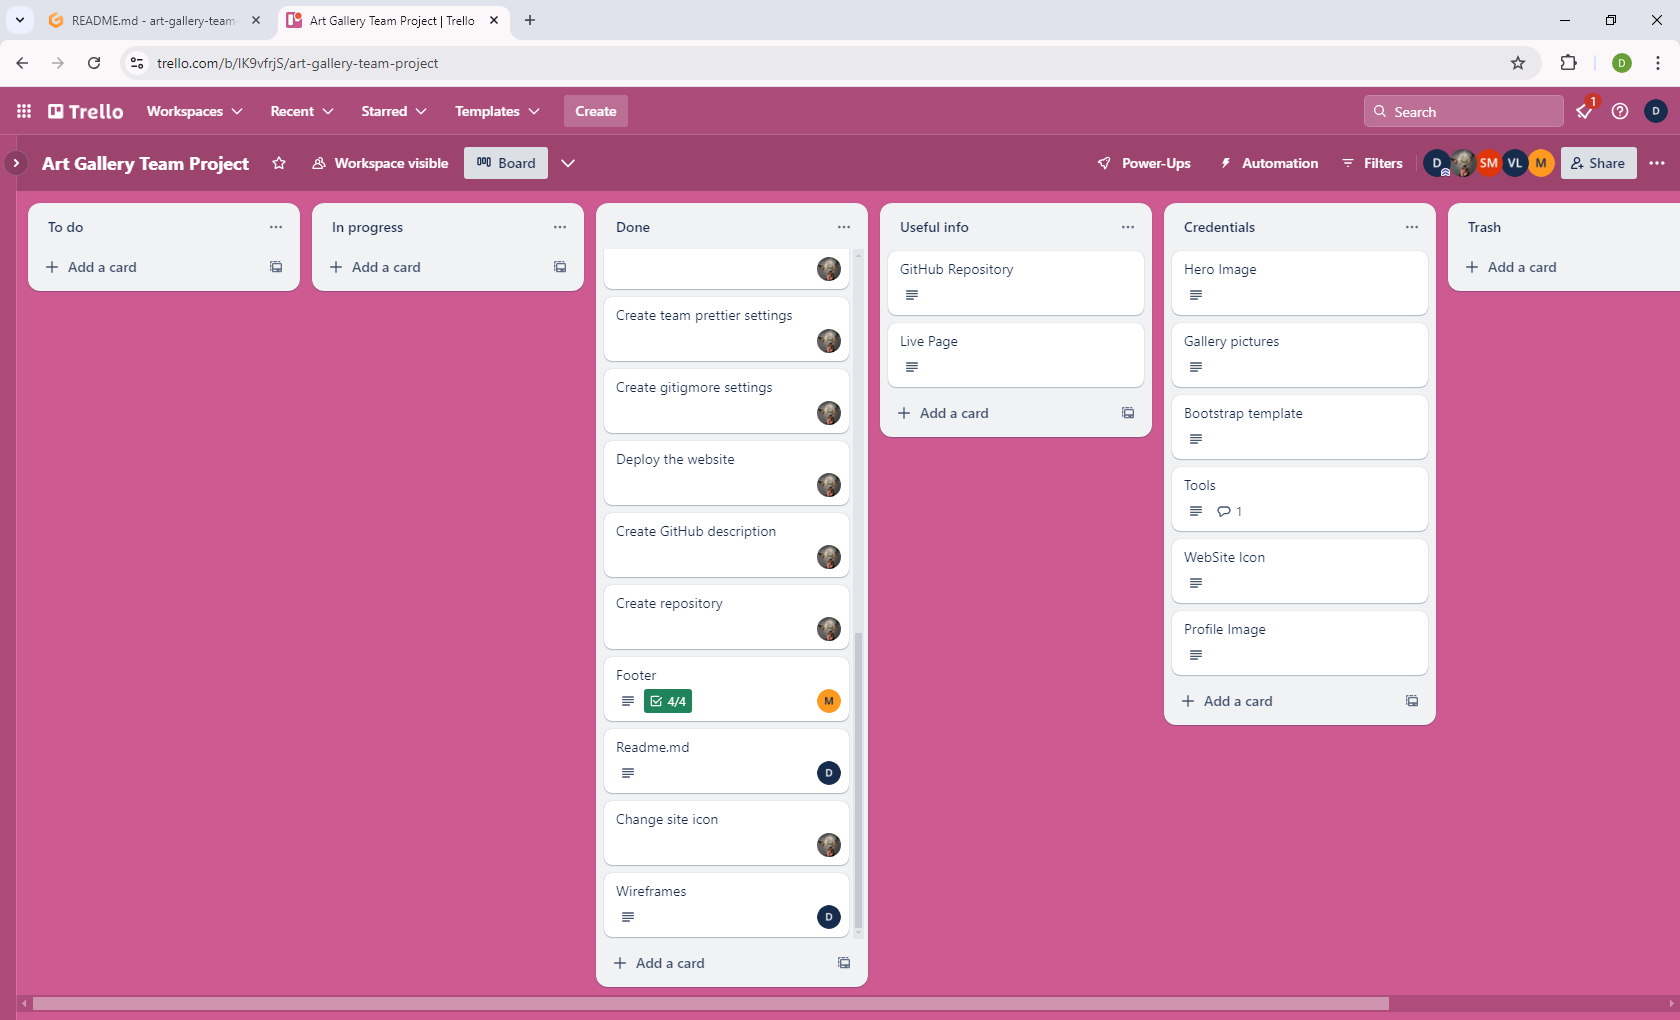 README.md - art-gallery-team-
Art Gallery Team Project | Trello
trello.com/b/IK9vfrjS/art-gallery-team-project
D
Trello
Workspaces
Recent
Starred
Templates
Create
Search
1
D
Art Gallery Team Project
Workspace visible
Board
Power-Ups
Automation
Filters
D
SM
VL
M
Share
To do
Add a card
In progress
Add a card
Done
Create team prettier settings
Create gitigmore settings
Deploy the website
Create GitHub description
Create repository
Footer
4/4
M
Readme.md
D
Change site icon
Wireframes
D
Add a card
Useful info
GitHub Repository
Live Page
Add a card
Credentials
Hero Image
Gallery pictures
Bootstrap template
Tools
1
WebSite Icon
Profile Image
Add a card
Trash
Add a card